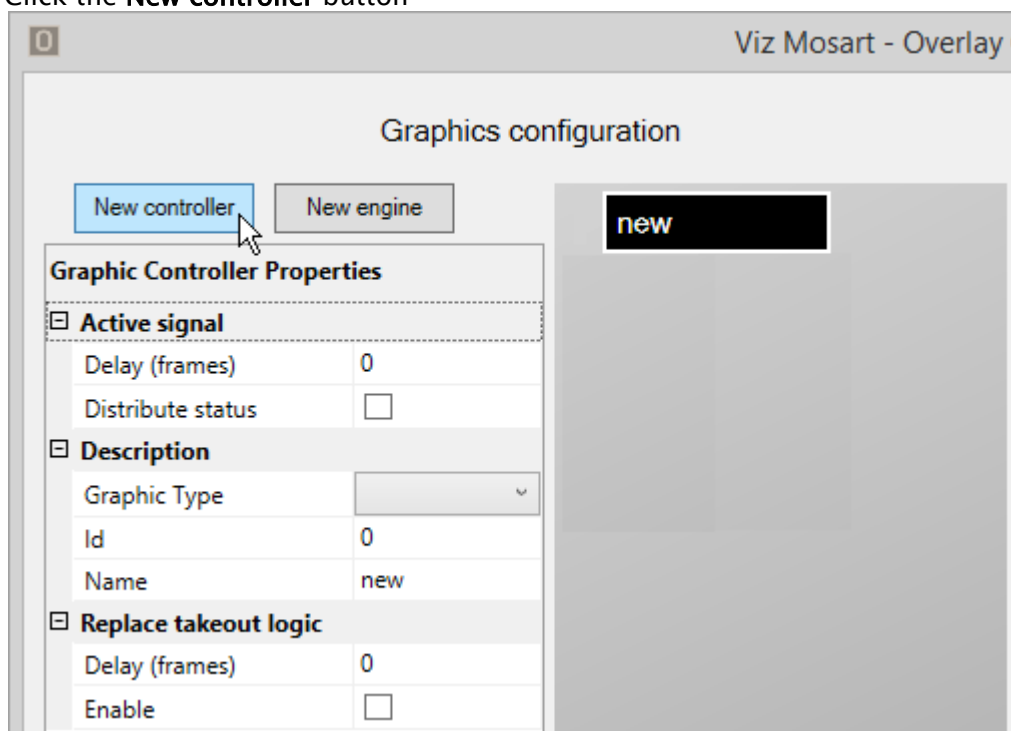 Click the New controller button
Viz Mosart - Overlay
Graphics configuration
New controller
New engine
new
Graphic Controller Properties
Active signal
Delay (frames) 0
Distribute status
Description
Graphic Type
Id 0
Name new
Replace takeout logic
Delay (frames) 0
Enable